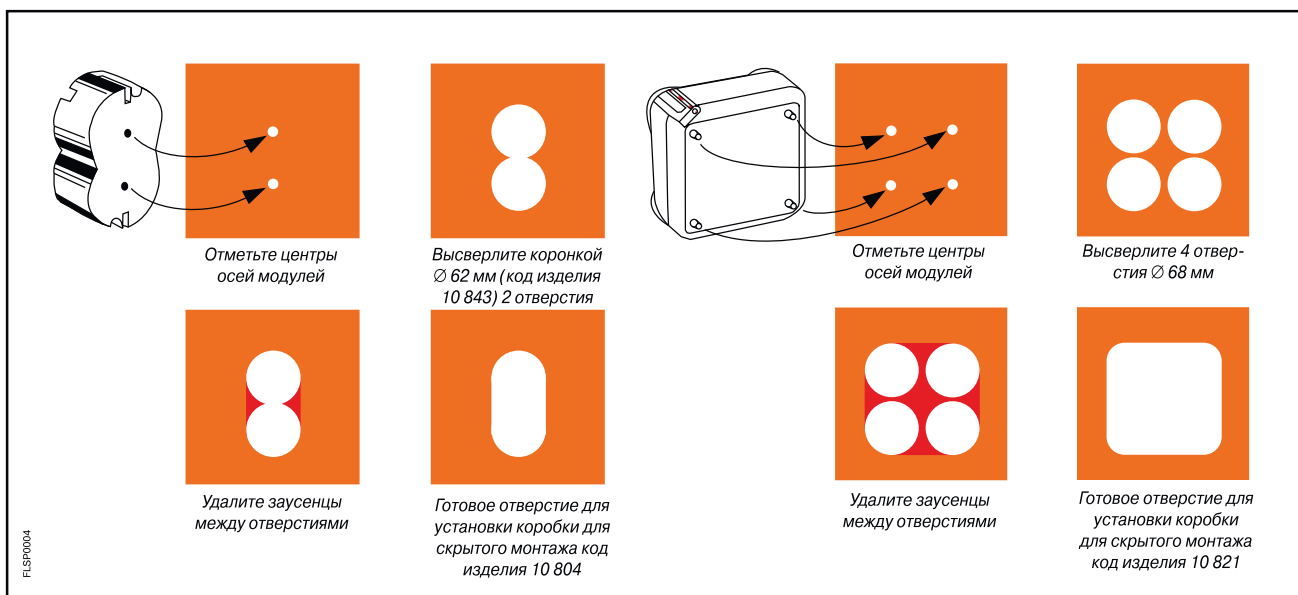 Отметьте центры
осей модулей
Высверлите коронкой
∅ 62 мм (код изделия
10 843) 2 отверстия
Отметьте центры
осей модулей
Высверлите 4 отвер-
стия ∅ 68 мм
Удалите заусенцы
между отверстиями
Готовое отверстие для
установки коробки для
скрытого монтажа код
изделия 10 804
Удалите заусенцы
между отверстиями
Готовое отверстие для
установки коробки
для скрытого монтажа
код изделия 10 821
FLSP0004